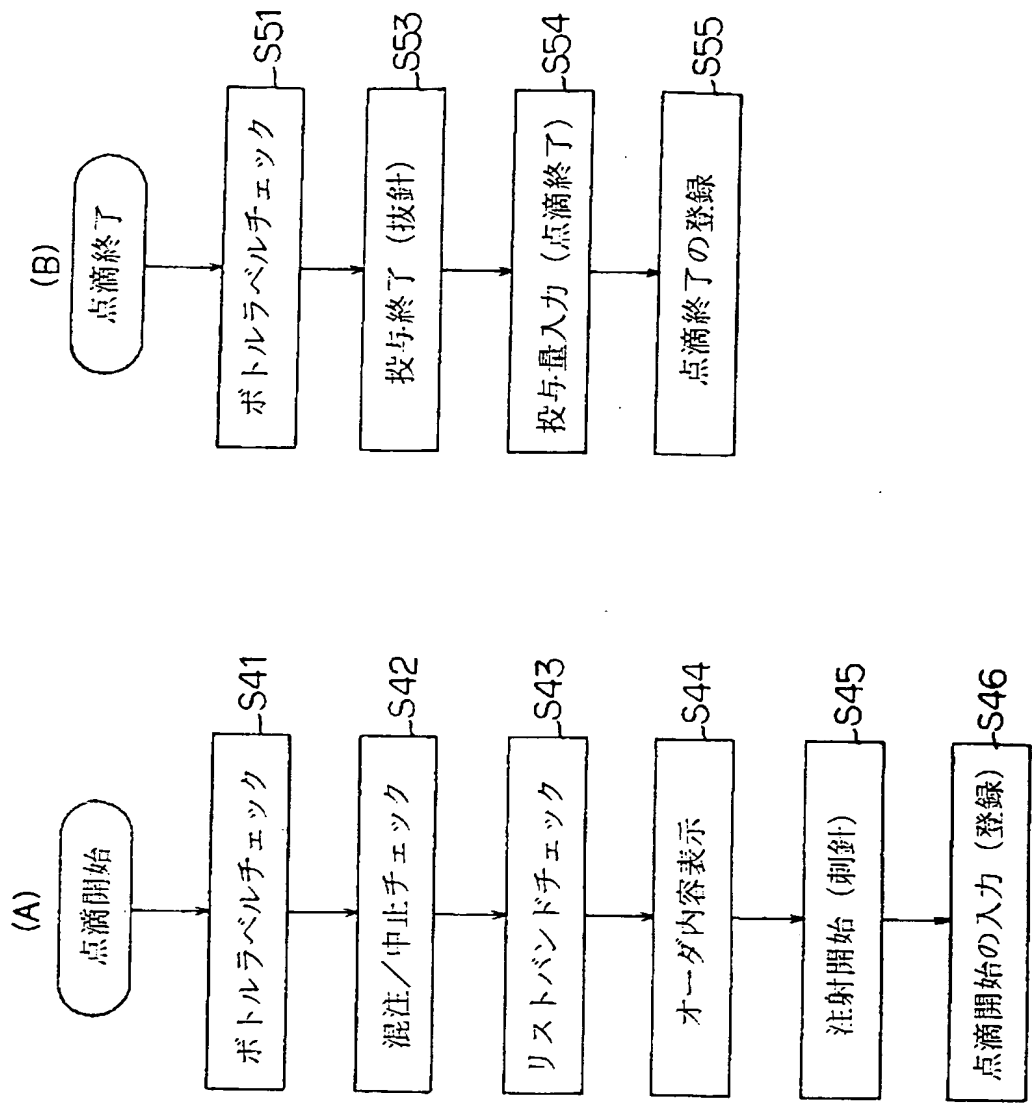 (A)
点滴開始
ボトルラベルチェック
S41
混注/中止チェック
S42
リストバンドチェック
S43
オーダ内容表示
S44
注射開始 (刺針)
S45
点滴開始の入力 (登録)
S46
(B)
点滴終了
ボトルラベルチェック
S51
投与終了 (抜針)
S53
投与量入力 (点滴終了)
S54
点滴終了の登録
S55